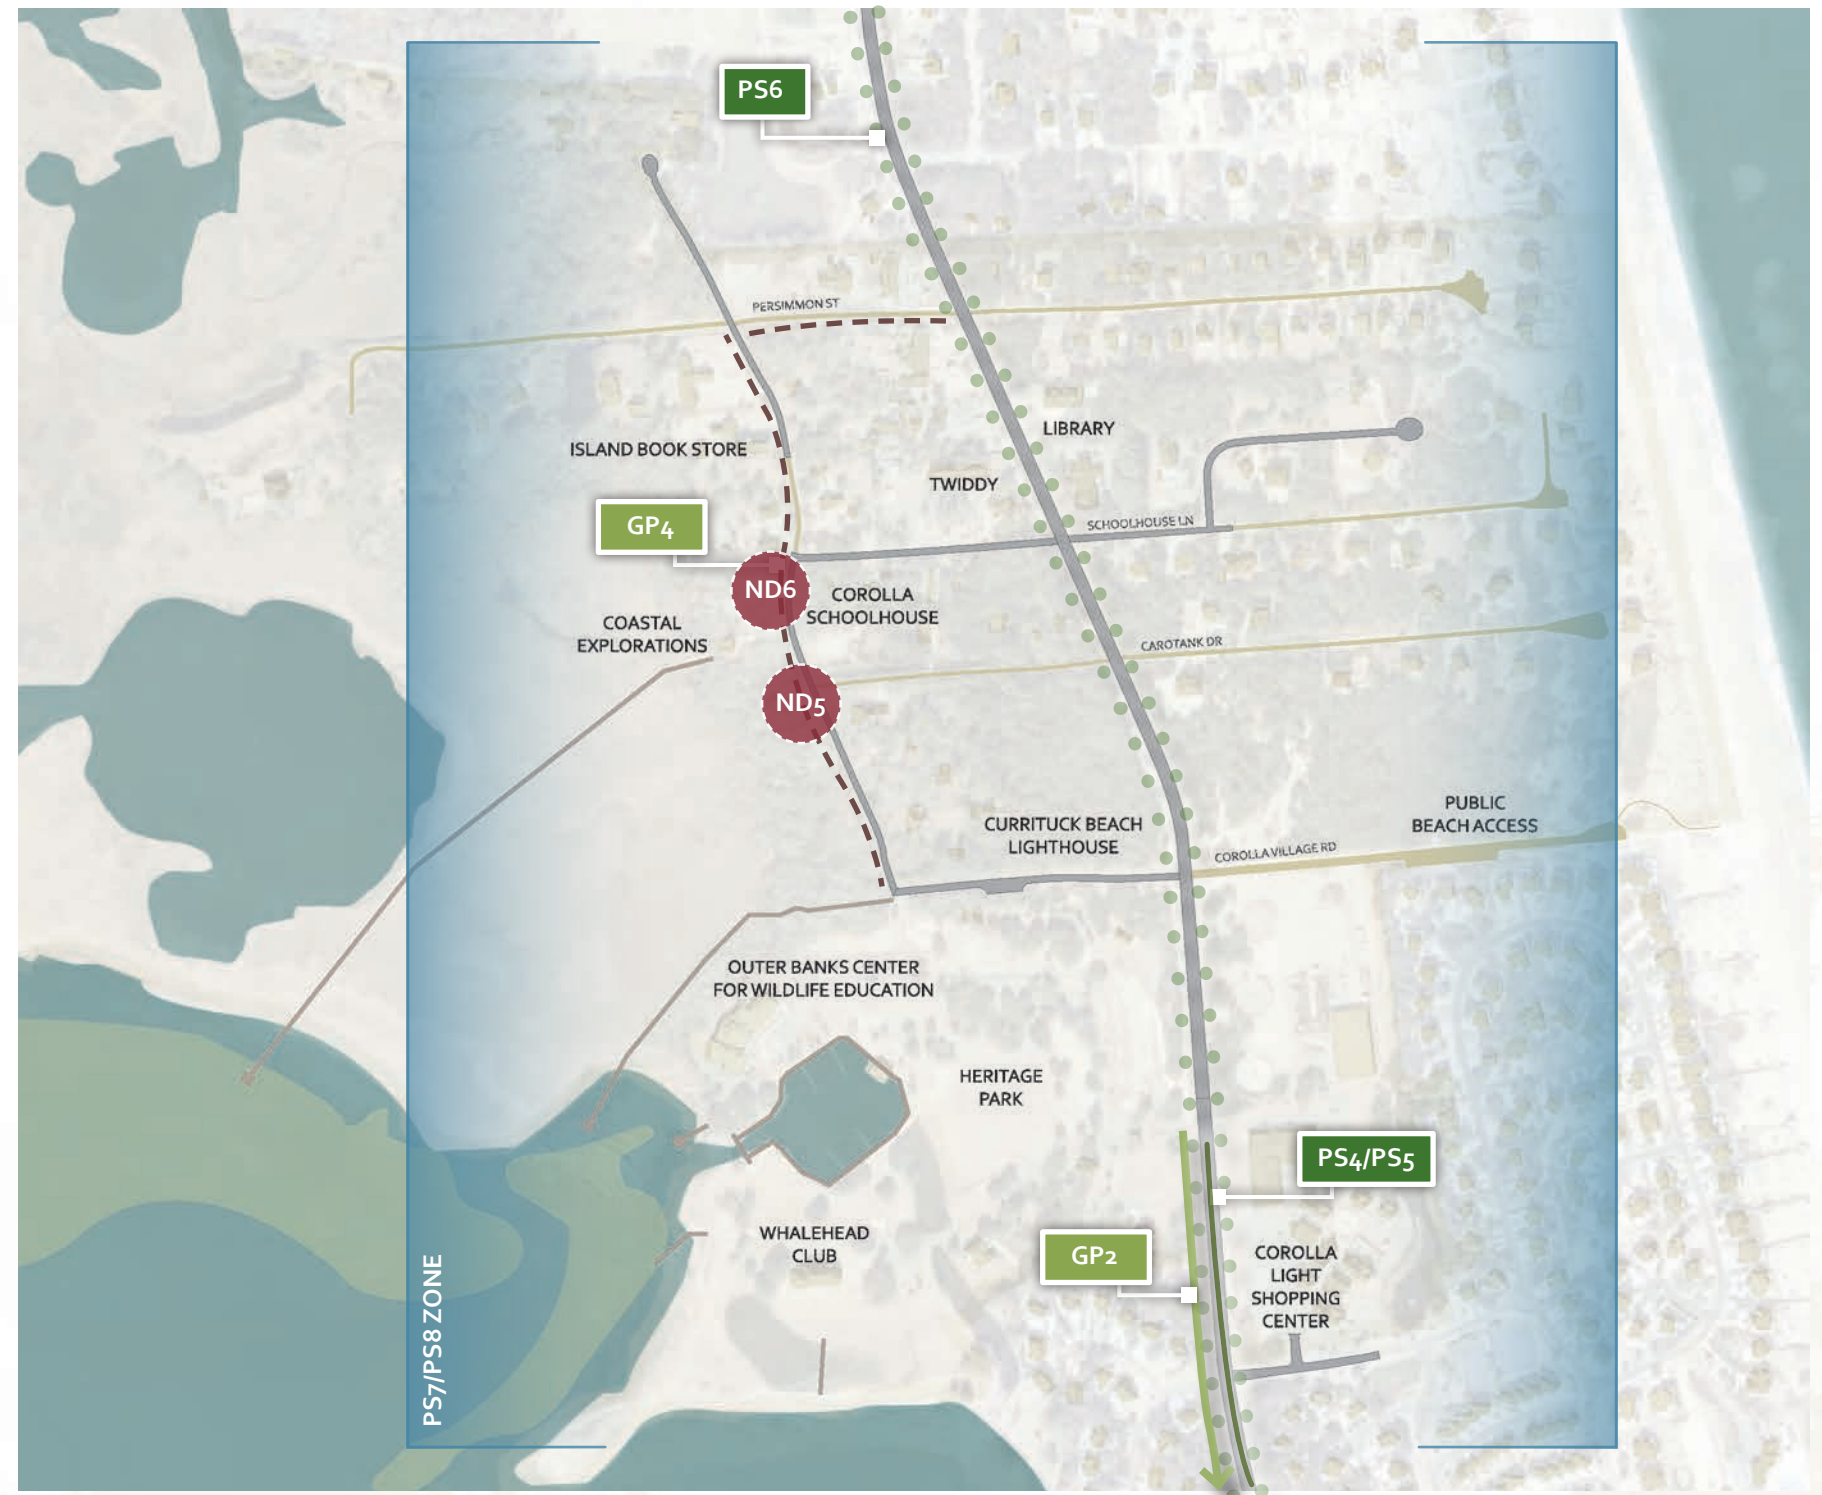 PS6
PERSIMMON ST
LIBRARY
ISLAND BOOK STORE
TWIDDY
GP4
SCHOOLHOUSE LN
ND6
COROLLA
SCHOOLHOUSE
COASTAL
EXPLORATIONS
CAROTANK DR
ND5
PUBLIC
BEACH ACCESS
CURRITUCK BEACH
LIGHTHOUSE
COROLLA VILLAGE RD
OUTER BANKS CENTER
FOR WILDLIFE EDUCATION
HERITAGE
PARK
PS4/PS5
WHALEHEAD
CLUB
GP2
COROLLA
LIGHT
SHOPPING
CENTER
PS7/PS8 ZONE